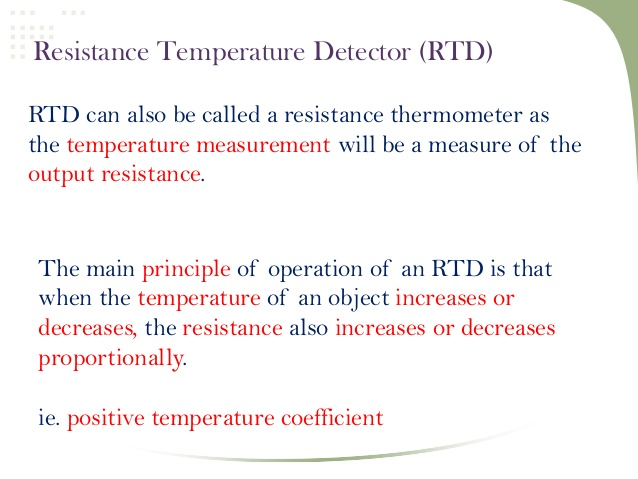 Resistance Temperature Detector (RTD)
RTD can also be called a resistance thermometer as
the temperature measurement will be a measure of the
output resistance.
The main principle of operation of an RTD is that
when the temperature of an object increases or
decreases, the resistance also increases or decreases
proportionally.
ie. positive temperature coefficient